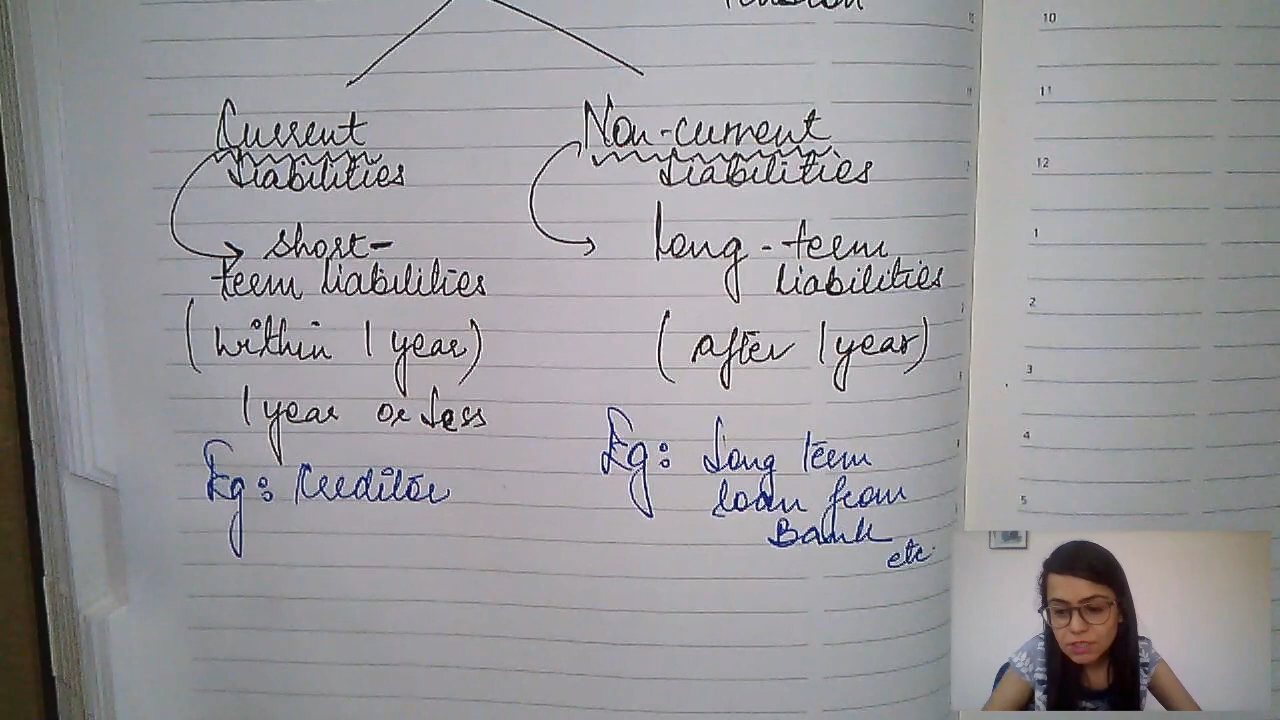 Current
Liabilities
Non-current
Liabilities
short-
term liabilities
long-term
liabilities
(within 1 year)
(after 1 year)
1 year or less
Eg: Creditor
Eg: Long term
loan from
Bank
etc.
10
11
12
1
2
3
4
5